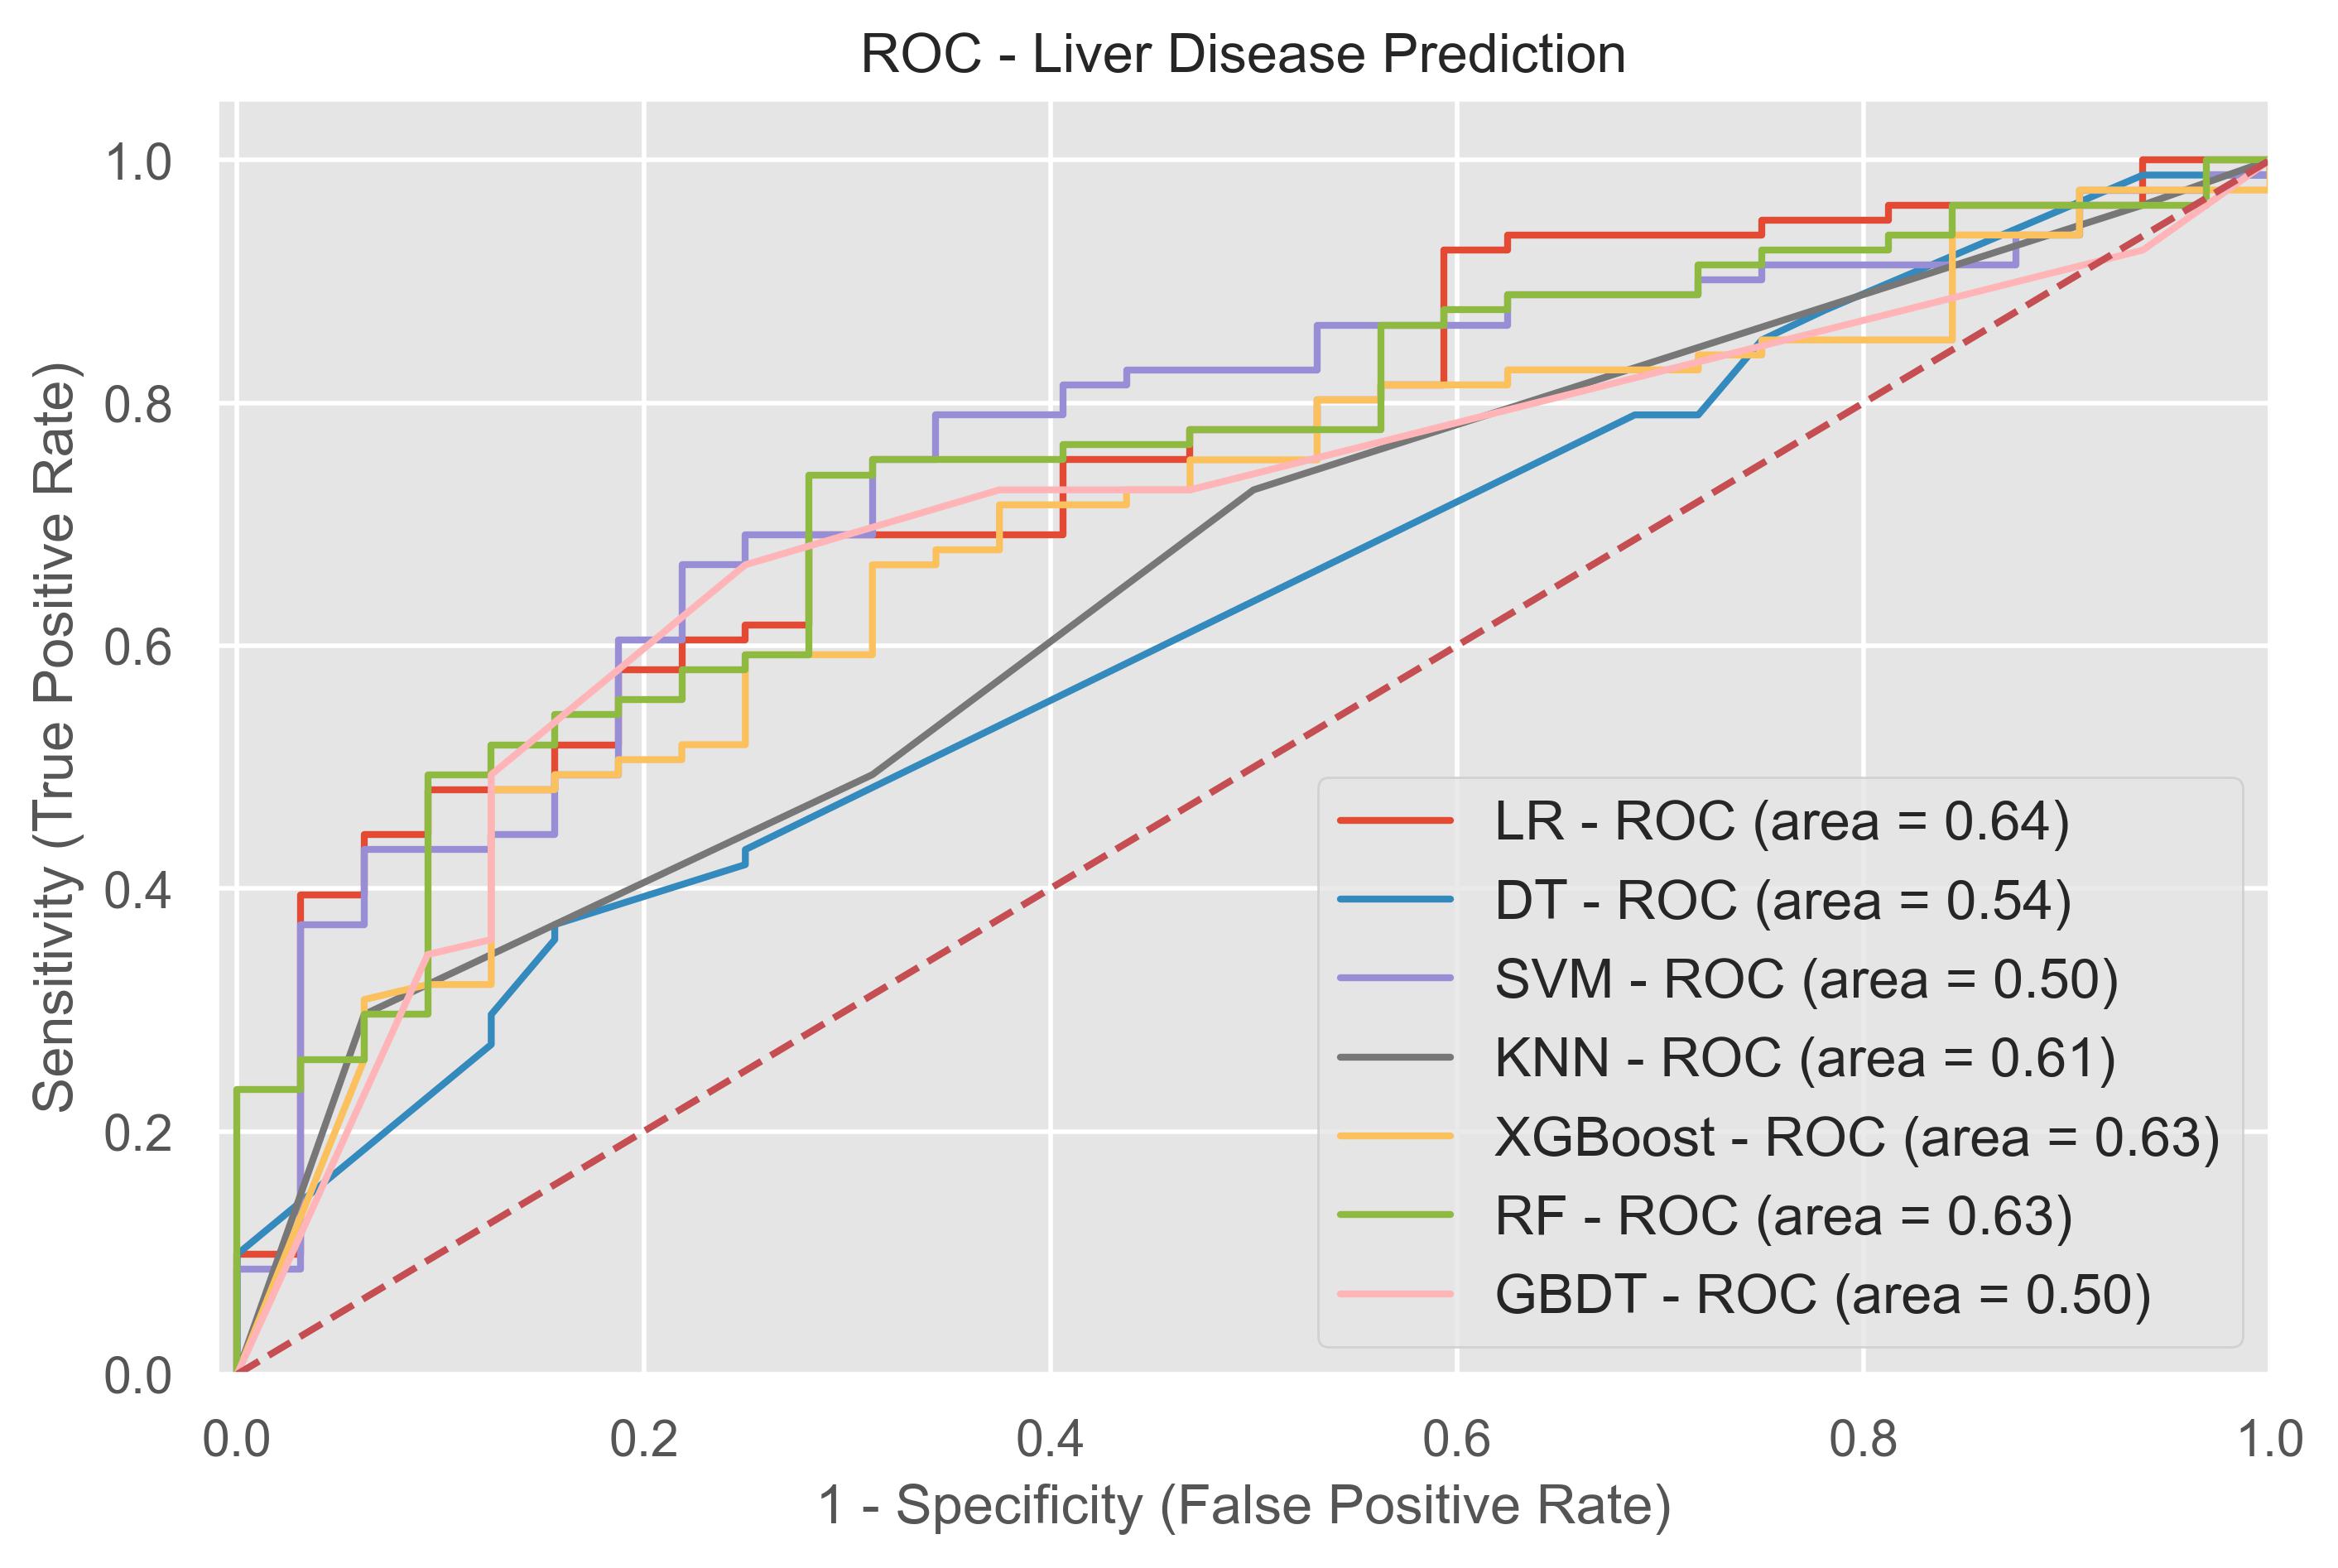 ROC - Liver Disease Prediction
Sensitivity (True Positive Rate)
1.0
0.8
0.6
0.4
0.2
0.0
LR - ROC (area = 0.64)
DT - ROC (area = 0.54)
SVM - ROC (area = 0.50)
KNN - ROC (area = 0.61)
XGBoost - ROC (area = 0.63)
RF - ROC (area = 0.63)
GBDT - ROC (area = 0.50)
0.0 0.2 0.4 0.6 0.8 1.0
1 - Specificity (False Positive Rate)